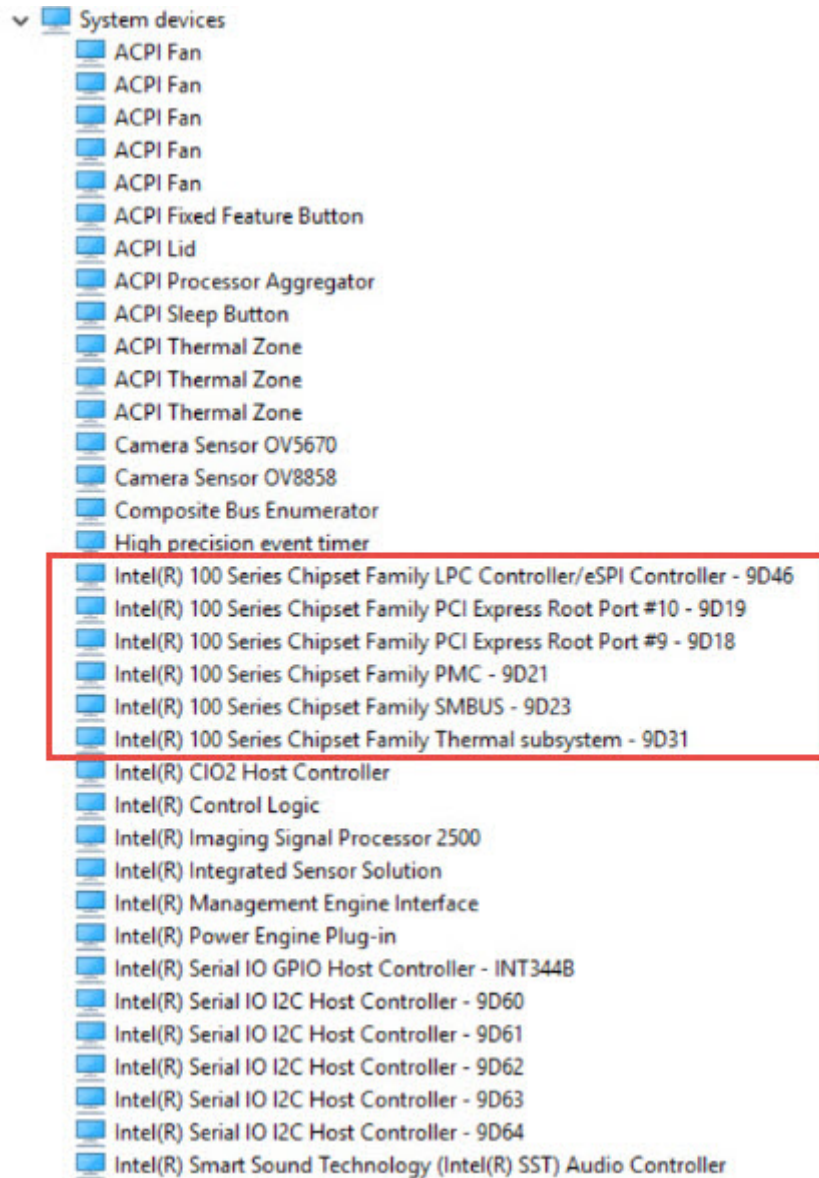 System devices
ACPI Fan
ACPI Fan
ACPI Fan
ACPI Fan
ACPI Fan
ACPI Fixed Feature Button
ACPI Lid
ACPI Processor Aggregator
ACPI Sleep Button
ACPI Thermal Zone
ACPI Thermal Zone
ACPI Thermal Zone
Camera Sensor OV5670
Camera Sensor OV8858
Composite Bus Enumerator
High precision event timer
Intel(R) 100 Series Chipset Family LPC Controller/eSPI Controller - 9D46
Intel(R) 100 Series Chipset Family PCI Express Root Port #10 - 9D19
Intel(R) 100 Series Chipset Family PCI Express Root Port #9 - 9D18
Intel(R) 100 Series Chipset Family PMC - 9D21
Intel(R) 100 Series Chipset Family SMBUS - 9D23
Intel(R) 100 Series Chipset Family Thermal subsystem - 9D31
Intel(R) CIO2 Host Controller
Intel(R) Control Logic
Intel(R) Imaging Signal Processor 2500
Intel(R) Integrated Sensor Solution
Intel(R) Management Engine Interface
Intel(R) Power Engine Plug-in
Intel(R) Serial IO GPIO Host Controller - INT344B
Intel(R) Serial IO I2C Host Controller - 9D60
Intel(R) Serial IO I2C Host Controller - 9D61
Intel(R) Serial IO I2C Host Controller - 9D62
Intel(R) Serial IO I2C Host Controller - 9D63
Intel(R) Serial IO I2C Host Controller - 9D64
Intel(R) Smart Sound Technology (Intel(R) SST) Audio Controller